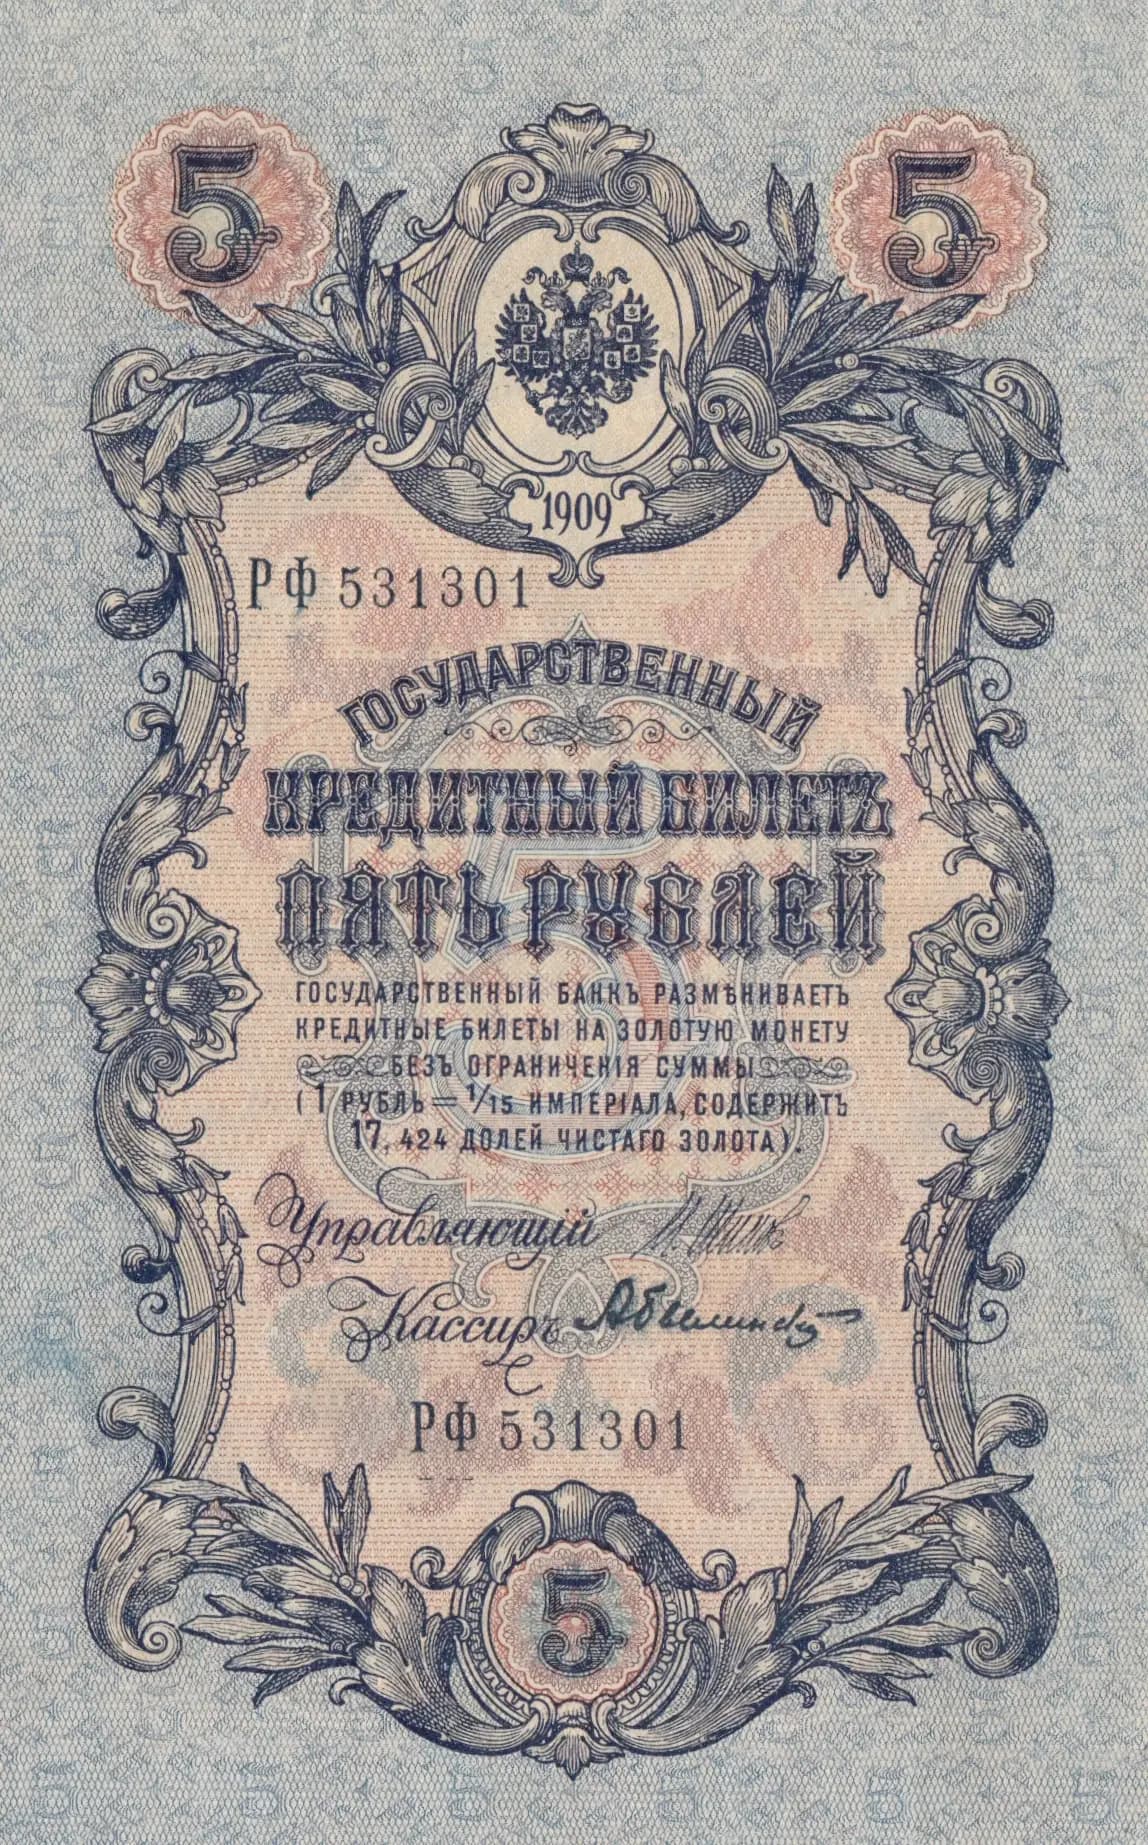 5 5
1909
РФ 531301
ГОСУДАРСТВЕННЫЙ
КРЕДИТНЫЙ БИЛЕТЪ
ПЯТЬ РУБЛЕЙ
ГОСУДАРСТВЕННЫЙ БАНКЪ РАЗМѢНИВАЕТЪ
КРЕДИТНЫЕ БИЛЕТЫ НА ЗОЛОТУЮ МОНЕТУ
БЕЗЪ ОГРАНИЧЕНІЯ СУММЫ
(1 РУБЛЬ = 1/15 ИМПЕРІАЛА, СОДЕРЖИТЪ
17,424 ДОЛЕЙ ЧИСТАГО ЗОЛОТА).
Управляющій
Кассиръ
РФ 531301
5